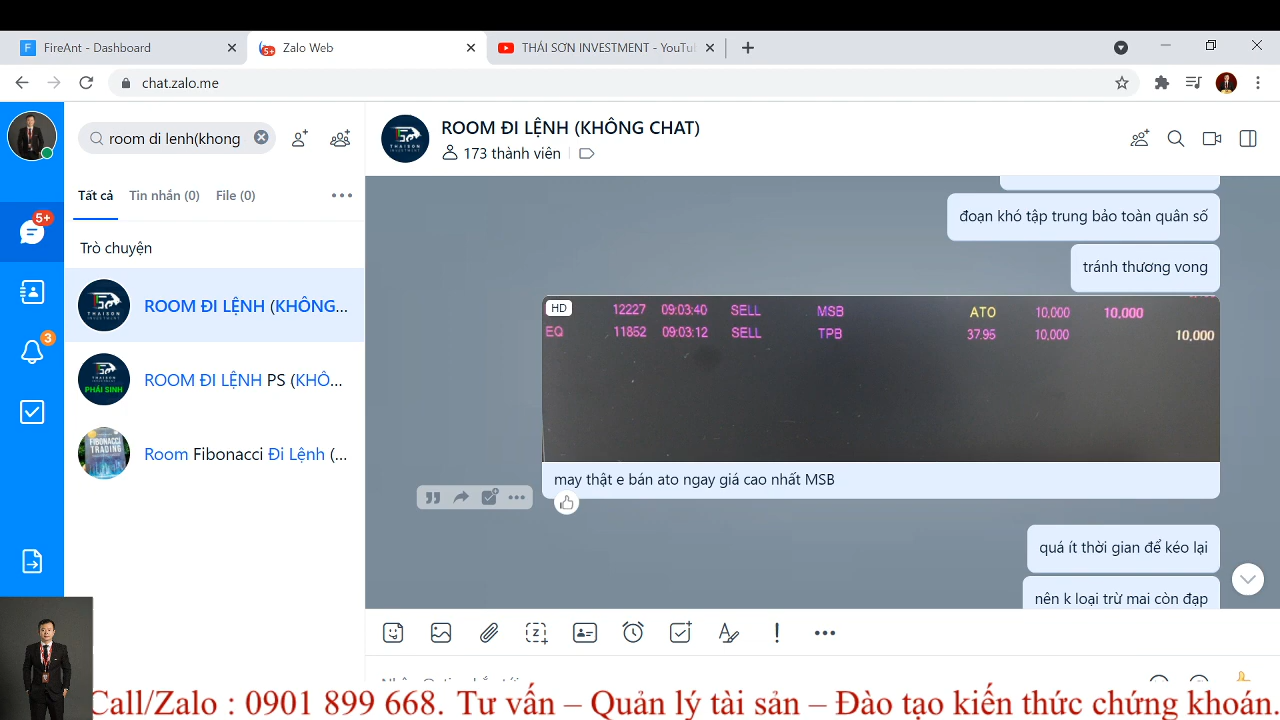 FireAnt - Dashboard
Zalo Web
THÁI SƠN INVESTMENT - YouTu
chat.zalo.me
room di lenh(khong
ROOM ĐI LỆNH (KHÔNG CHAT)
173 thành viên
Tất cả
Tin nhắn (0)
File (0)
đoạn khó tập trung bảo toàn quân số
5+
Trò chuyện
tránh thương vong
ROOM ĐI LỆNH (KHÔNG...
HD
12227 09:03:40 SELL MSB ATO 10,000 10,000
EQ 11852 09:03:12 SELL TPB 37.95 10,000 10,000
3
ROOM ĐI LỆNH PS (KHÔ...
PHÁI SINH
Room Fibonacci Đi Lệnh (...
FIBONACCI
TRADING
may thật e bán ato ngay giá cao nhất MSB
quá ít thời gian để kéo lại
nên k loại trừ mai còn đạp
Call/Zalo : 0901 899 668. Tư vấn – Quản lý tài sản – Đào tạo kiến thức chứng khoán.